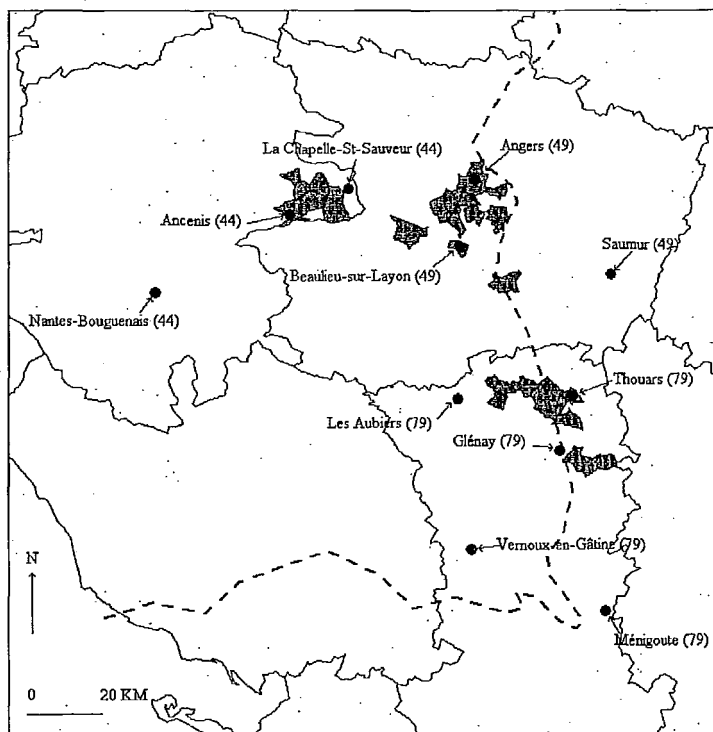 La Chapelle-St-Sauveur (44)
Angers (49)
Ancenis (44)
Beaulieu-sur-Layon (49)
Saumur (49)
Nantes-Bouguenais (44)
Thouars (79)
Les Aubiers (79)
Glénay (79)
Vernoux-en-Gâtine (79)
N
Ménigoute (79)
0 20 KM